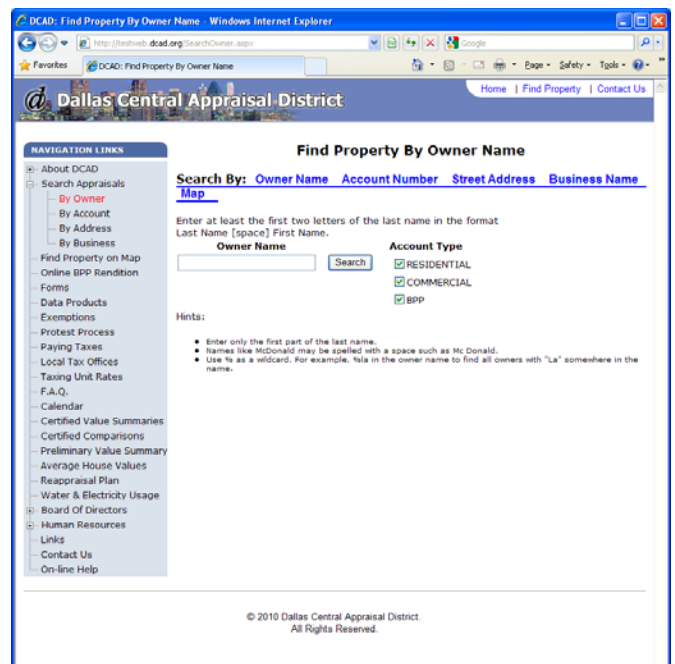 DCAD: Find Property By Owner Name - Windows Internet Explorer
http://testweb.dcad.org/SearchOwner.aspx
Google
Favorites
DCAD: Find Property By Owner Name
Page
Safety
Tools
Dallas Central Appraisal District
Home | Find Property | Contact Us
NAVIGATION LINKS
About DCAD
Search Appraisals
By Owner
By Account
By Address
By Business
Find Property on Map
Online BPP Rendition
Forms
Data Products
Exemptions
Protest Process
Paying Taxes
Local Tax Offices
Taxing Unit Rates
F.A.Q.
Calendar
Certified Value Summaries
Certified Comparisons
Preliminary Value Summary
Average House Values
Reappraisal Plan
Water & Electricity Usage
Board Of Directors
Human Resources
Links
Contact Us
On-line Help
Find Property By Owner Name
Search By: Owner Name Account Number Street Address Business Name
Map
Enter at least the first two letters of the last name in the format
Last Name [space] First Name.
Owner Name Account Type
Search RESIDENTIAL
COMMERCIAL
BPP
Hints:
Enter only the first part of the last name.
Names like McDonald may be spelled with a space such as Mc Donald.
Use % as a wildcard. For example, %la in the owner name to find all owners with "La" somewhere in the
name.
© 2010 Dallas Central Appraisal District.
All Rights Reserved.